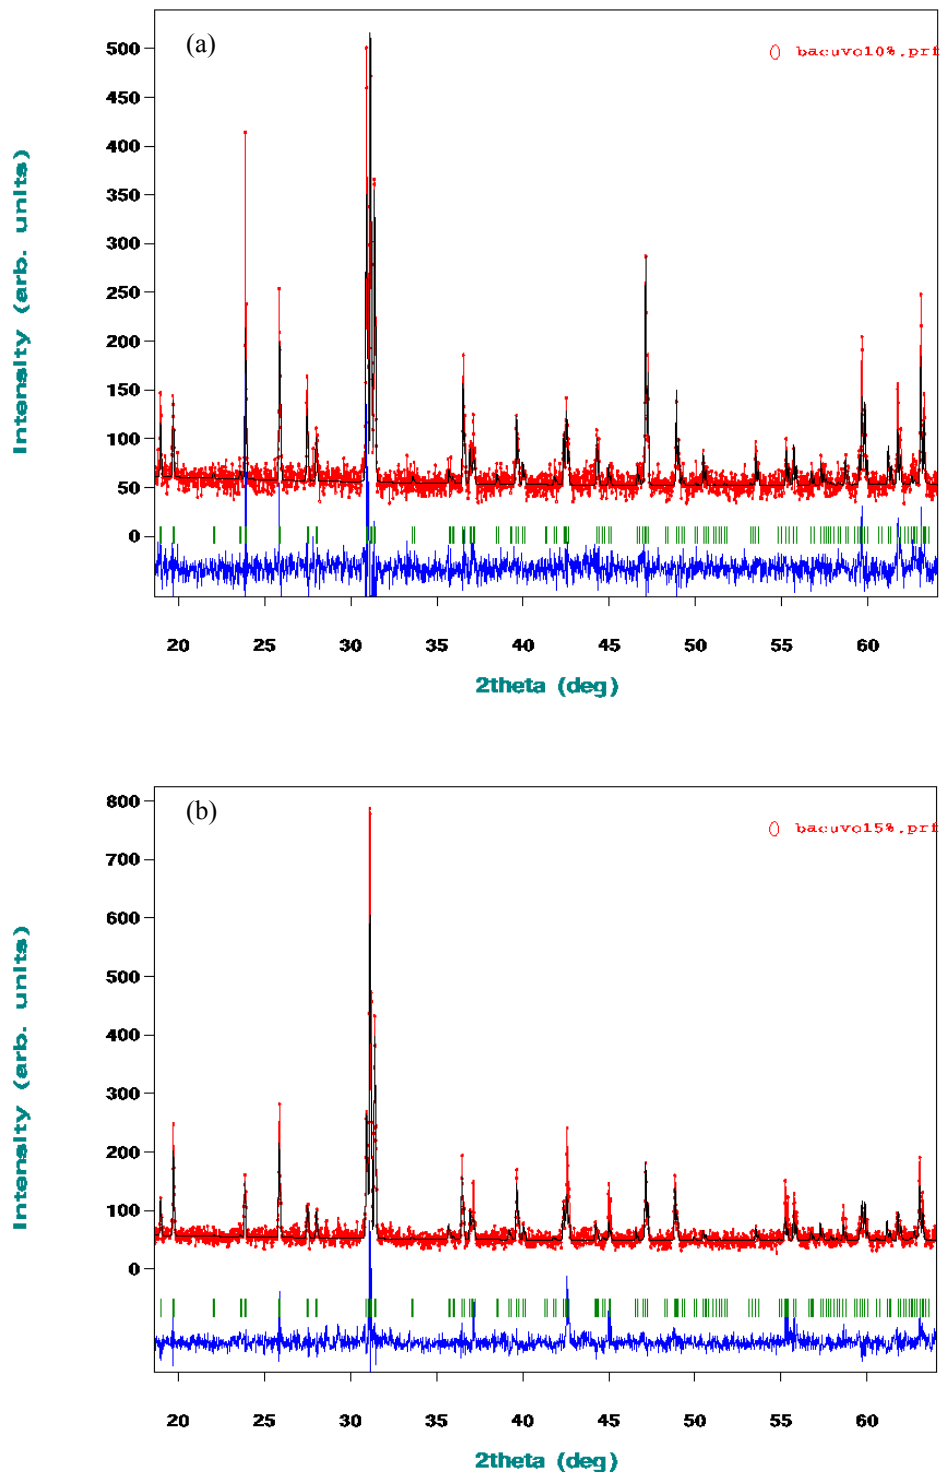 (a)
bacuvo10%.prf
500
450
400
350
300
250
200
150
100
50
0
Intensity (arb. units)
20 25 30 35 40 45 50 55 60
2theta (deg)
(b)
bacuvo15%.prf
800
700
600
500
400
300
200
100
0
Intensity (arb. units)
20 25 30 35 40 45 50 55 60
2theta (deg)